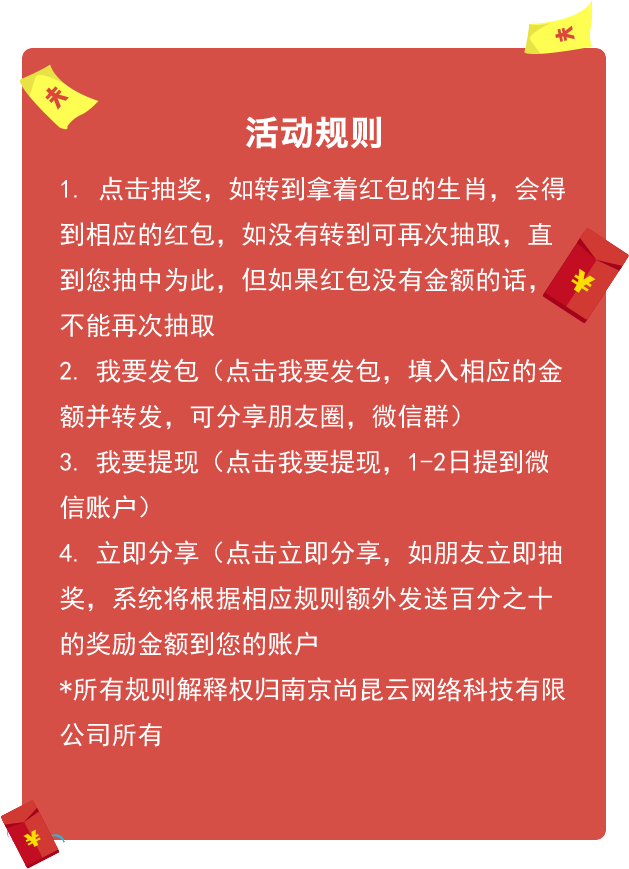 活动规则
1. 点击抽奖，如转到拿着红包的生肖，会得
到相应的红包，如没有转到可再次抽取，直
到您抽中为此，但如果红包没有金额的话，
不能再次抽取
2. 我要发包（点击我要发包，填入相应的金
额并转发，可分享朋友圈，微信群）
3. 我要提现（点击我要提现，1-2日提到微
信账户）
4. 立即分享（点击立即分享，如朋友立即抽
奖，系统将根据相应规则额外发送百分之十
的奖励金额到您的账户
*所有规则解释权归南京尚昆云网络科技有限
公司所有
¥
¥